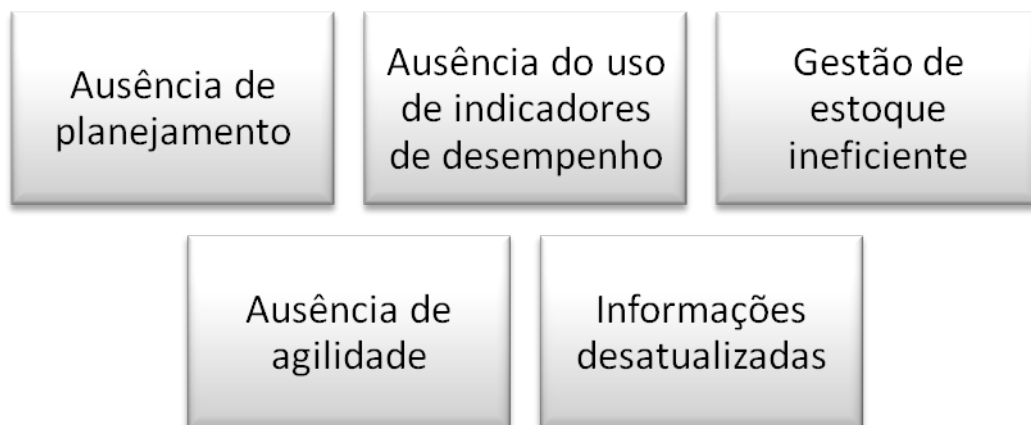 Ausência de
planejamento
Ausência do uso
de indicadores
de desempenho
Gestão de
estoque
ineficiente
Ausência de
agilidade
Informações
desatualizadas